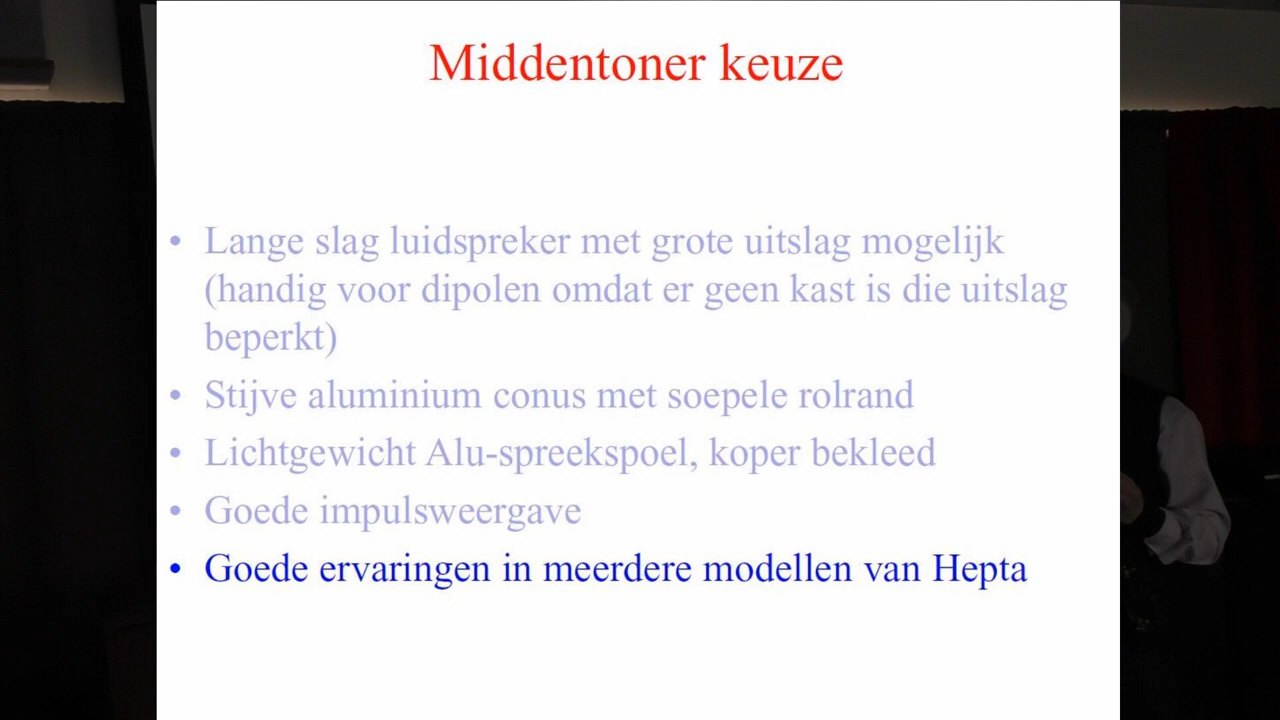 Middentoner keuze
• Lange slag luidspreker met grote uitslag mogelijk
(handig voor dipolen omdat er geen kast is die uitslag
beperkt)
• Stijve aluminium conus met soepele rolrand
• Lichtgewicht Alu-spreekspoel, koper bekleed
• Goede impulsweergave
• Goede ervaringen in meerdere modellen van Hepta